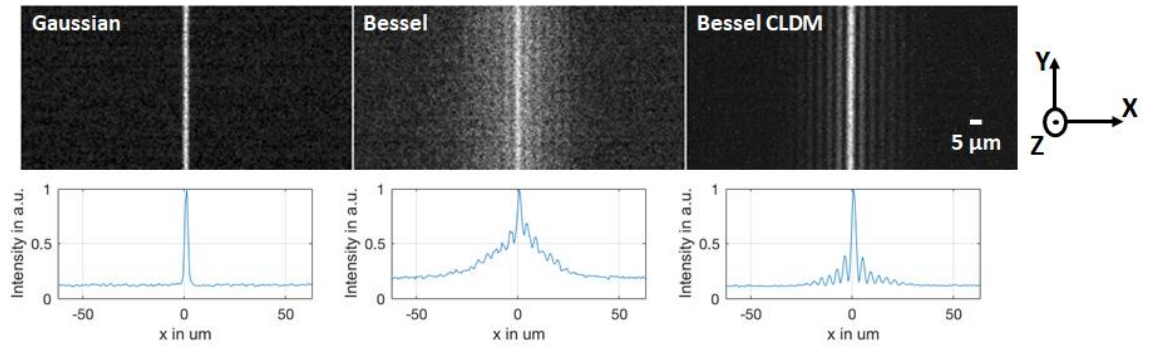 Gaussian
Bessel
Bessel CLDM
5 µm
Y
X
Z
Intensity in a.u.
1
0.5
0
-50
0
50
x in um
Intensity in a.u.
1
0.5
0
-50
0
50
x in um
Intensity in a.u.
1
0.5
0
-50
0
50
x in um